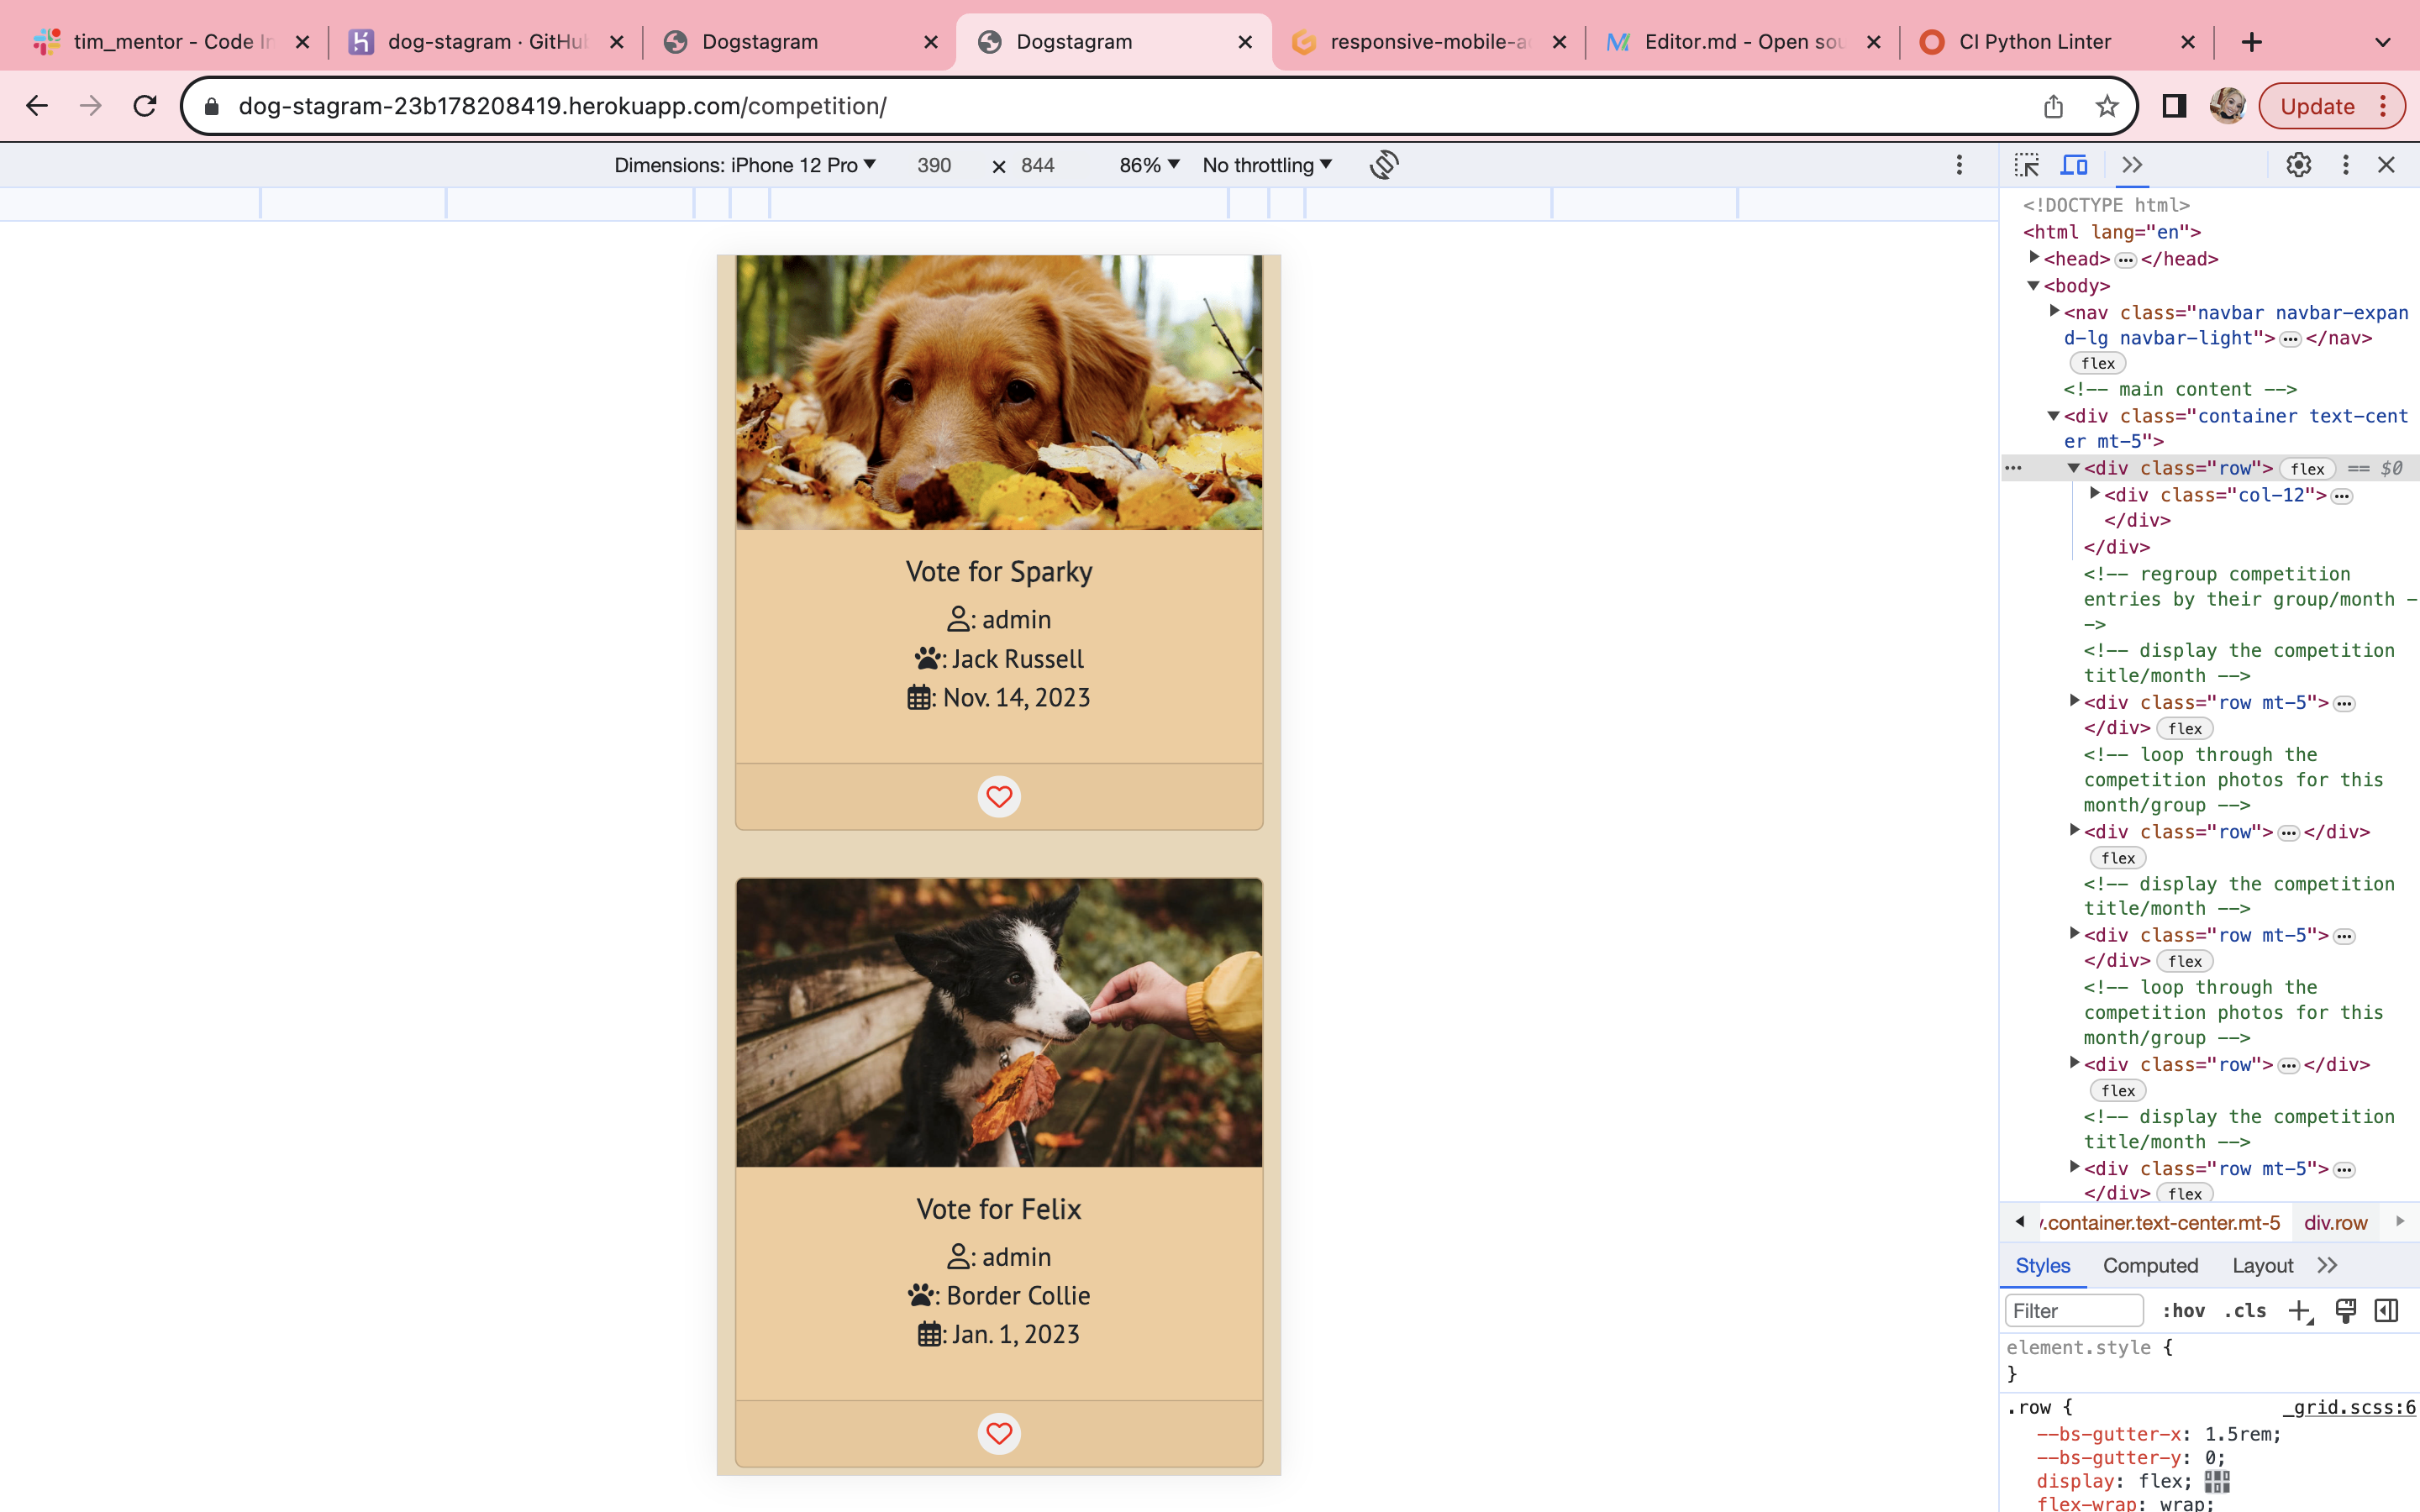 tim_mentor - Code In
dog-stagram · GitHub
Dogstagram
Dogstagram
responsive-mobile-a
Editor.md - Open sou
CI Python Linter
dog-stagram-23b178208419.herokuapp.com/competition/
Update
Dimensions: iPhone 12 Pro 390 × 844 86% No throttling
Vote for Sparky
: admin
: Jack Russell
: Nov. 14, 2023
Vote for Felix
: admin
: Border Collie
: Jan. 1, 2023
<!DOCTYPE html>
<html lang="en">
<head>…</head>
<body>
<nav class="navbar navbar-expan
d-lg navbar-light">…</nav>
flex
<!-- main content -->
<div class="container text-cent
er mt-5">
… <div class="row"> flex == $0
<div class="col-12">…
</div>
</div>
<!-- regroup competition
entries by their group/month -
->
<!-- display the competition
title/month -->
<div class="row mt-5">…
</div> flex
<!-- loop through the
competition photos for this
month/group -->
<div class="row">…</div>
flex
<!-- display the competition
title/month -->
<div class="row mt-5">…
</div> flex
<!-- loop through the
competition photos for this
month/group -->
<div class="row">…</div>
flex
<!-- display the competition
title/month -->
<div class="row mt-5">…
</div> flex
.container.text-center.mt-5 div.row
Styles Computed Layout
Filter :hov .cls
element.style {
}
.row { _grid.scss:6
--bs-gutter-x: 1.5rem;
--bs-gutter-y: 0;
display: flex;
flex-wrap: wrap;